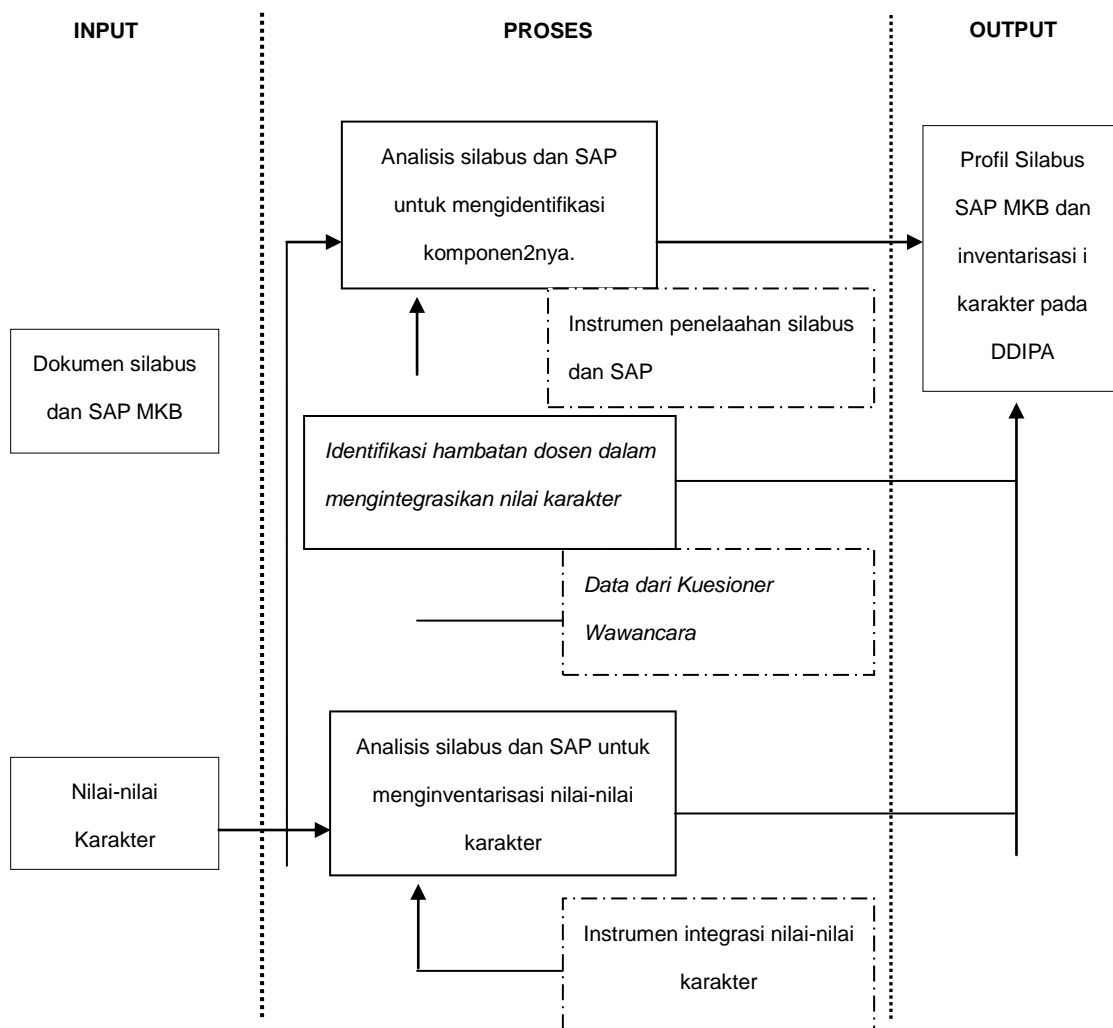 INPUT
PROSES
OUTPUT
Analisis silabus dan SAP
untuk mengidentifikasi
komponen2nya.
Profil Silabus
SAP MKB dan
inventarisasi i
karakter pada
DDIPA
Instrumen penelaahan silabus
dan SAP
Dokumen silabus
dan SAP MKB
Identifikasi hambatan dosen dalam
mengintegrasikan nilai karakter
Data dari Kuesioner
Wawancara
Analisis silabus dan SAP untuk
menginventarisasi nilai-nilai
karakter
Nilai-nilai
Karakter
Instrumen integrasi nilai-nilai
karakter